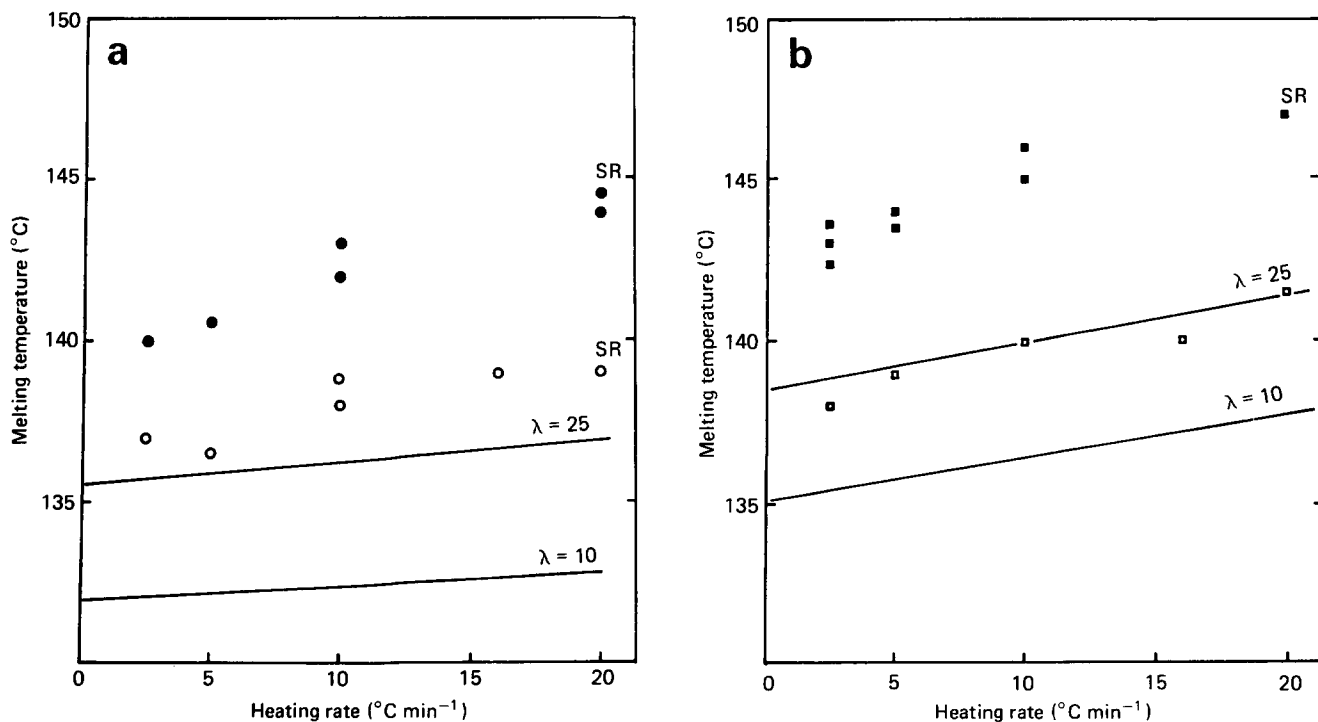 a
150
145
140
135
Melting temperature (°C)
SR
SR
λ = 25
λ = 10
0
5
10
15
20
Heating rate (°C min⁻¹)
b
150
145
140
135
Melting temperature (°C)
SR
λ = 25
λ = 10
0
5
10
15
20
Heating rate (°C min⁻¹)